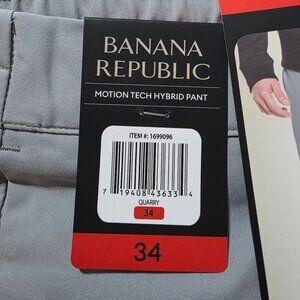 BANANA
REPUBLIC
MOTION TECH HYBRID PANT
ITEM #: 1699096
7 19408 43633 4
QUARRY
34
34